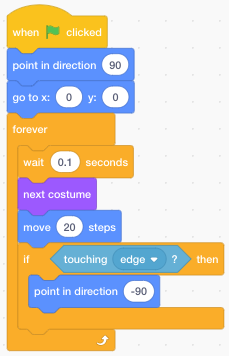 when clicked
point in direction 90
go to x: 0 y: 0
forever
wait 0.1 seconds
next costume
move 20 steps
if touching edge ? then
point in direction -90